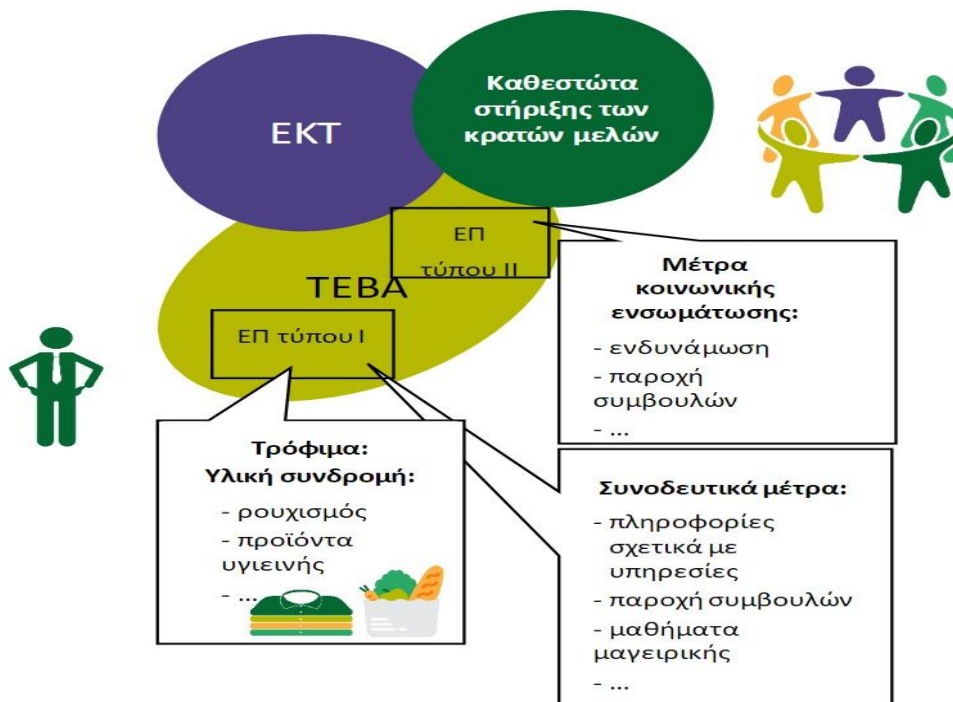 ΕΚΤ
Καθεστώτα
στήριξης των
κρατών μελών
ΕΠ
τύπου ΙΙ
ΤΕΒΑ
ΕΠ τύπου Ι
Μέτρα
κοινωνικής
ενσωμάτωσης:
- ενδυνάμωση
- παροχή
συμβουλών
- ...
Τρόφιμα:
Υλική συνδρομή:
- ρουχισμός
- προϊόντα
υγιεινής
- ...
Συνοδευτικά μέτρα:
- πληροφορίες
σχετικά με
υπηρεσίες
- παροχή συμβουλών
- μαθήματα
μαγειρικής
- ...